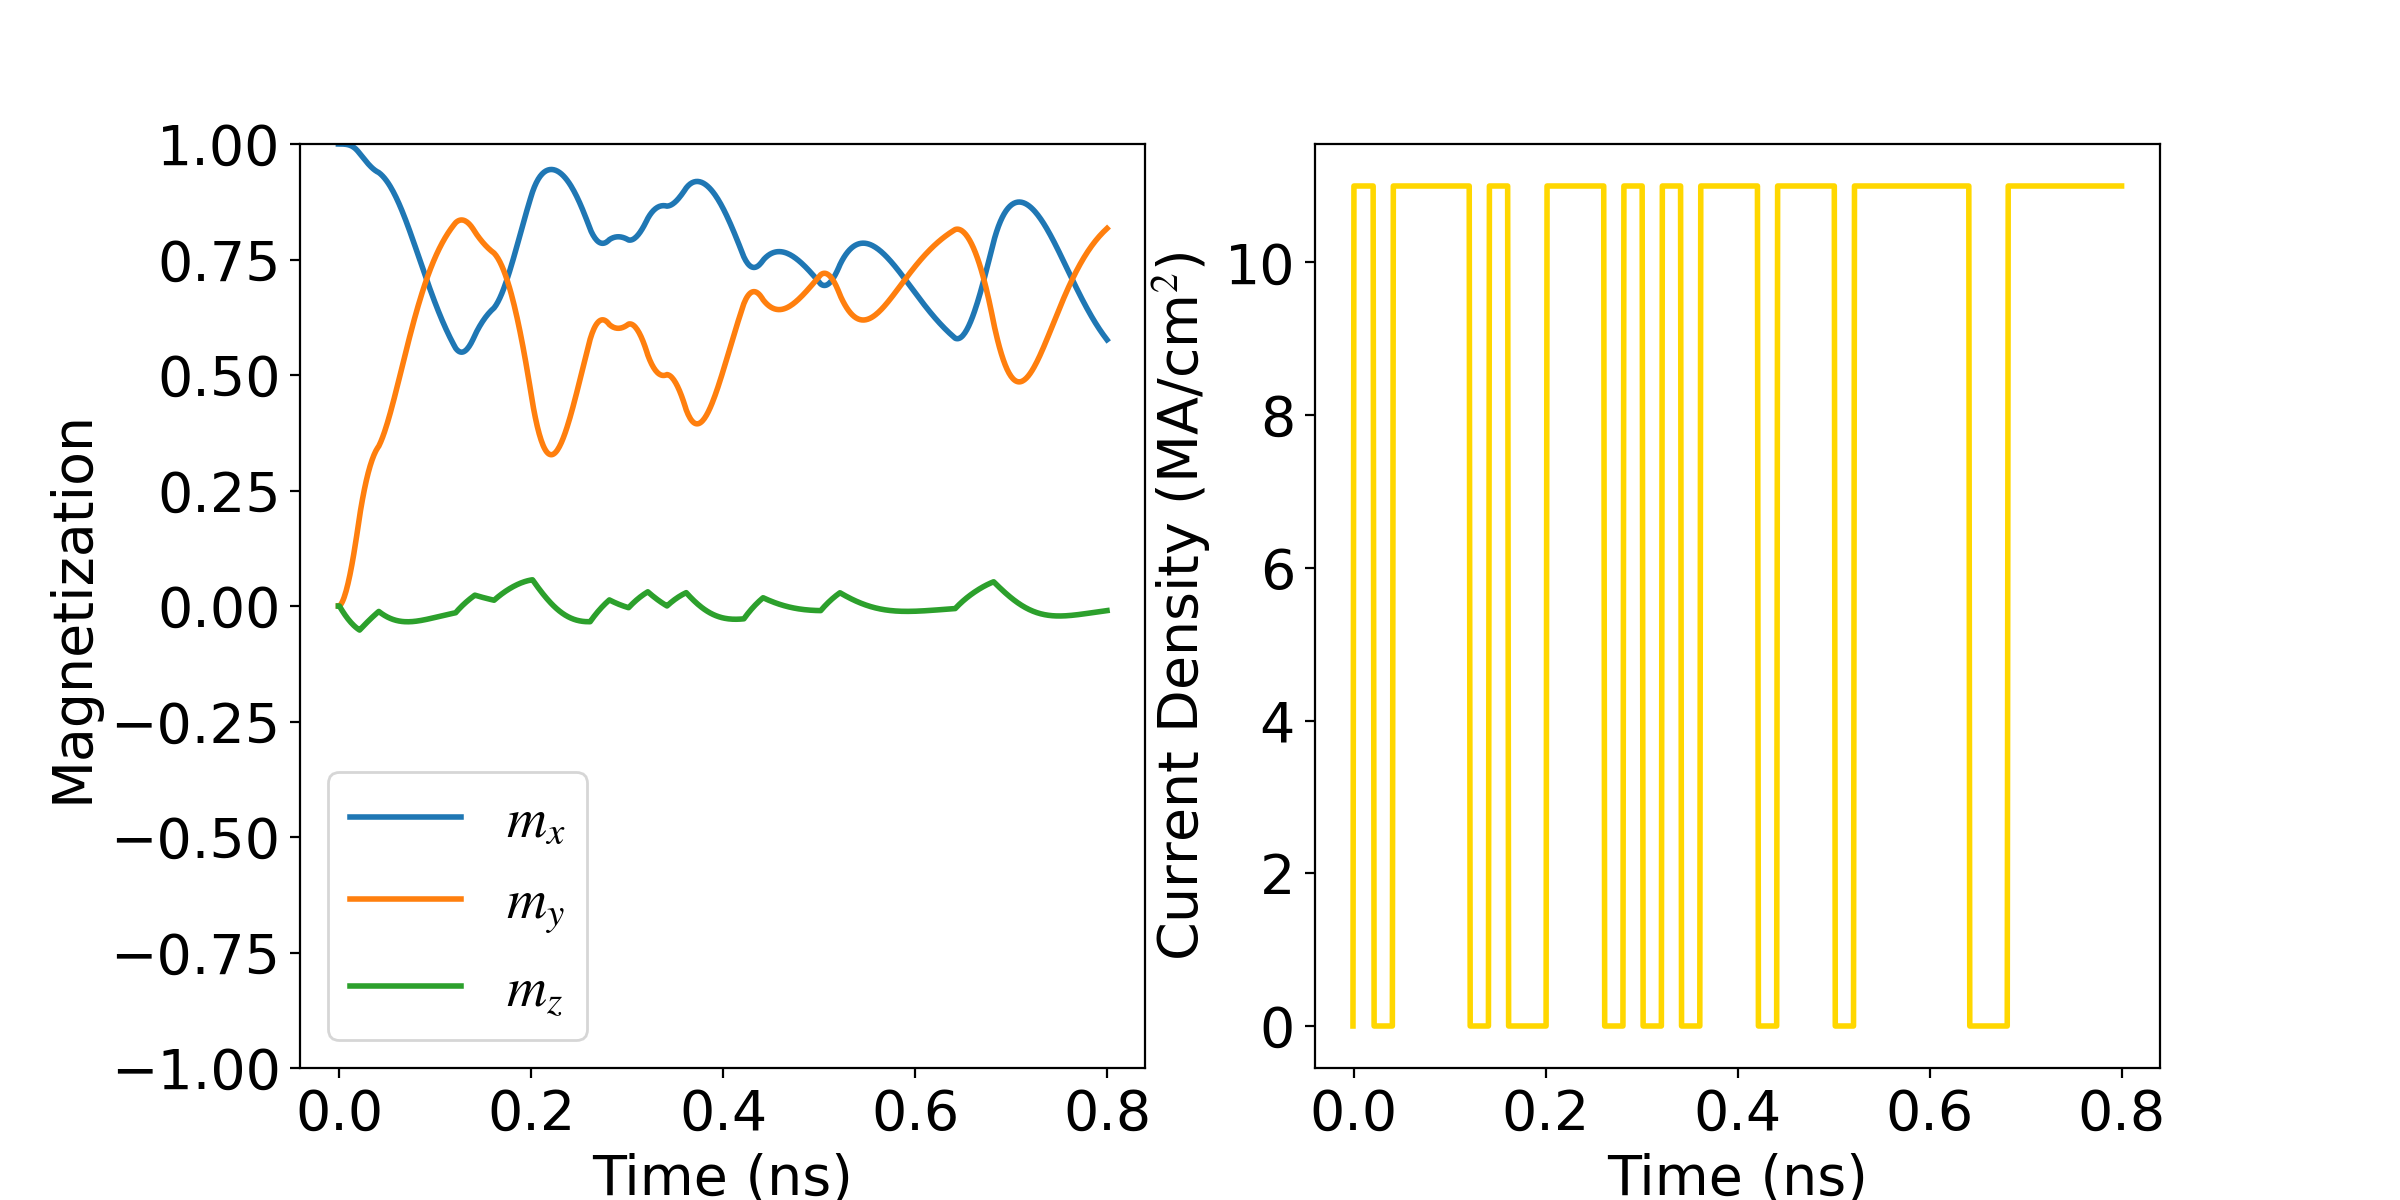 Magnetization
1.00
0.75
0.50
0.25
0.00
−0.25
−0.50
−0.75
−1.00
m_x
m_y
m_z
0.0 0.2 0.4 0.6 0.8
Time (ns)
Current Density (MA/cm²)
10
8
6
4
2
0
0.0 0.2 0.4 0.6 0.8
Time (ns)